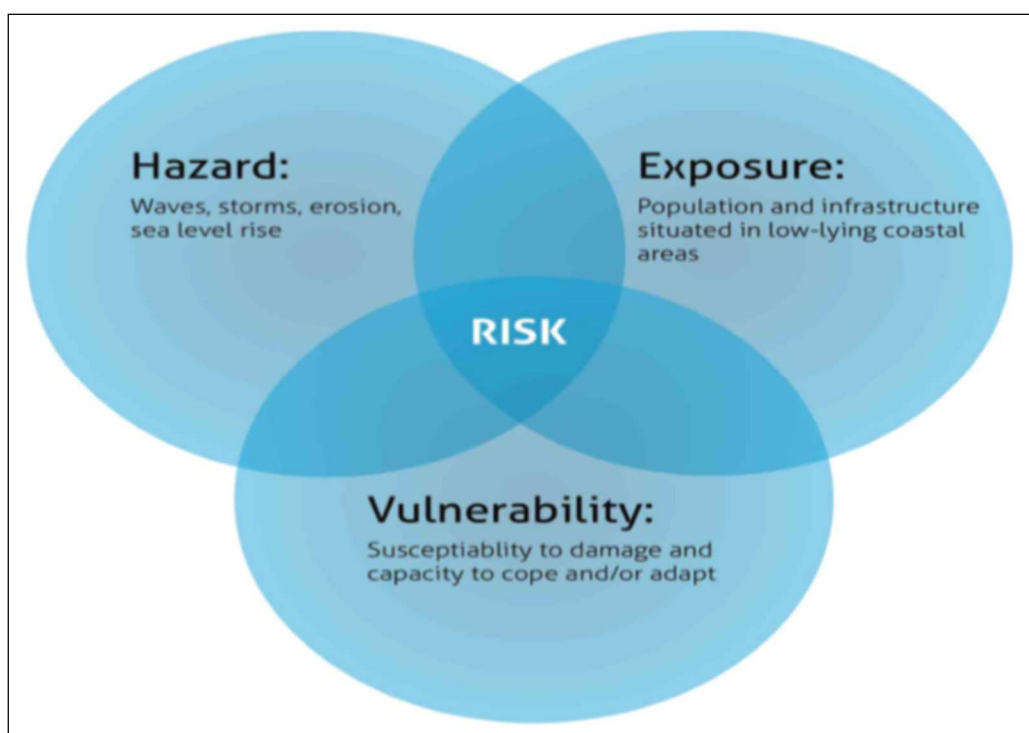 Hazard:
Waves, storms, erosion,
sea level rise
Exposure:
Population and infrastructure
situated in low-lying coastal
areas
RISK
Vulnerability:
Susceptiablity to damage and
capacity to cope and/or adapt